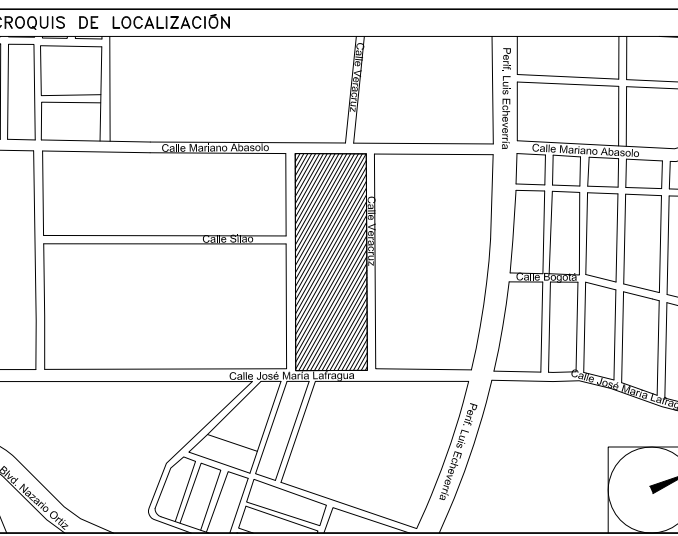 CROQUIS DE LOCALIZACIÓN
Calle Veracruz
Perif. Luis Echeverría
Calle Mariano Abasolo
Calle Mariano Abasolo
Calle Veracruz
Calle Silao
Calle Bogotá
Calle José María Lafragua
Calle José María Lafrag
Perif. Luis Echeverría
Blvd. Nazario Ortiz